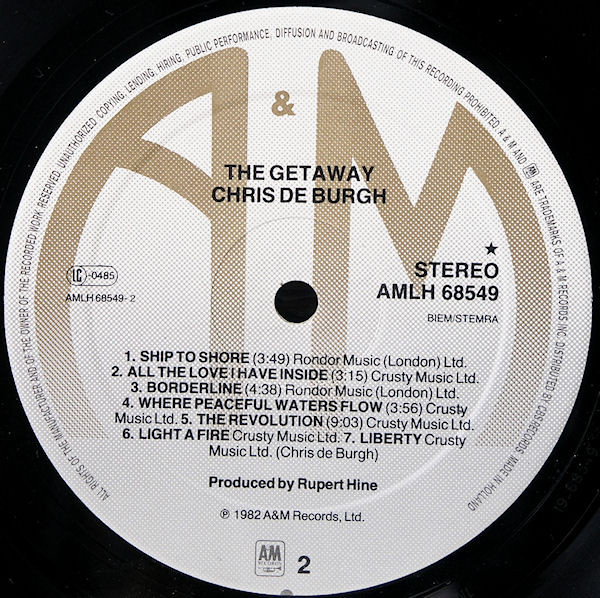 ALL RIGHTS OF THE MANUFACTURER AND OF THE OWNER OF THE RECORDED WORK RESERVED. UNAUTHORIZED COPYING, LENDING, HIRING, PUBLIC PERFORMANCE, DIFFUSION AND BROADCASTING OF THIS RECORDING PROHIBITED. A & M AND AM ARE TRADEMARKS OF A & M RECORDS INC. DISTRIBUTED BY CBS RECORDS MADE IN HOLLAND
A & M
THE GETAWAY
CHRIS DE BURGH
LC -0485
AMLH 68549-2
★
STEREO
AMLH 68549
BIEM/STEMRA
1. SHIP TO SHORE (3:49) Rondor Music (London) Ltd.
2. ALL THE LOVE I HAVE INSIDE (3:15) Crusty Music Ltd.
3. BORDERLINE (4:38) Rondor Music (London) Ltd.
4. WHERE PEACEFUL WATERS FLOW (3:56) Crusty
Music Ltd. 5. THE REVOLUTION (9:03) Crusty Music Ltd.
6. LIGHT A FIRE Crusty Music Ltd. 7. LIBERTY Crusty
Music Ltd. (Chris de Burgh)
Produced by Rupert Hine
℗ 1982 A&M Records, Ltd.
AM
RECORDS
2